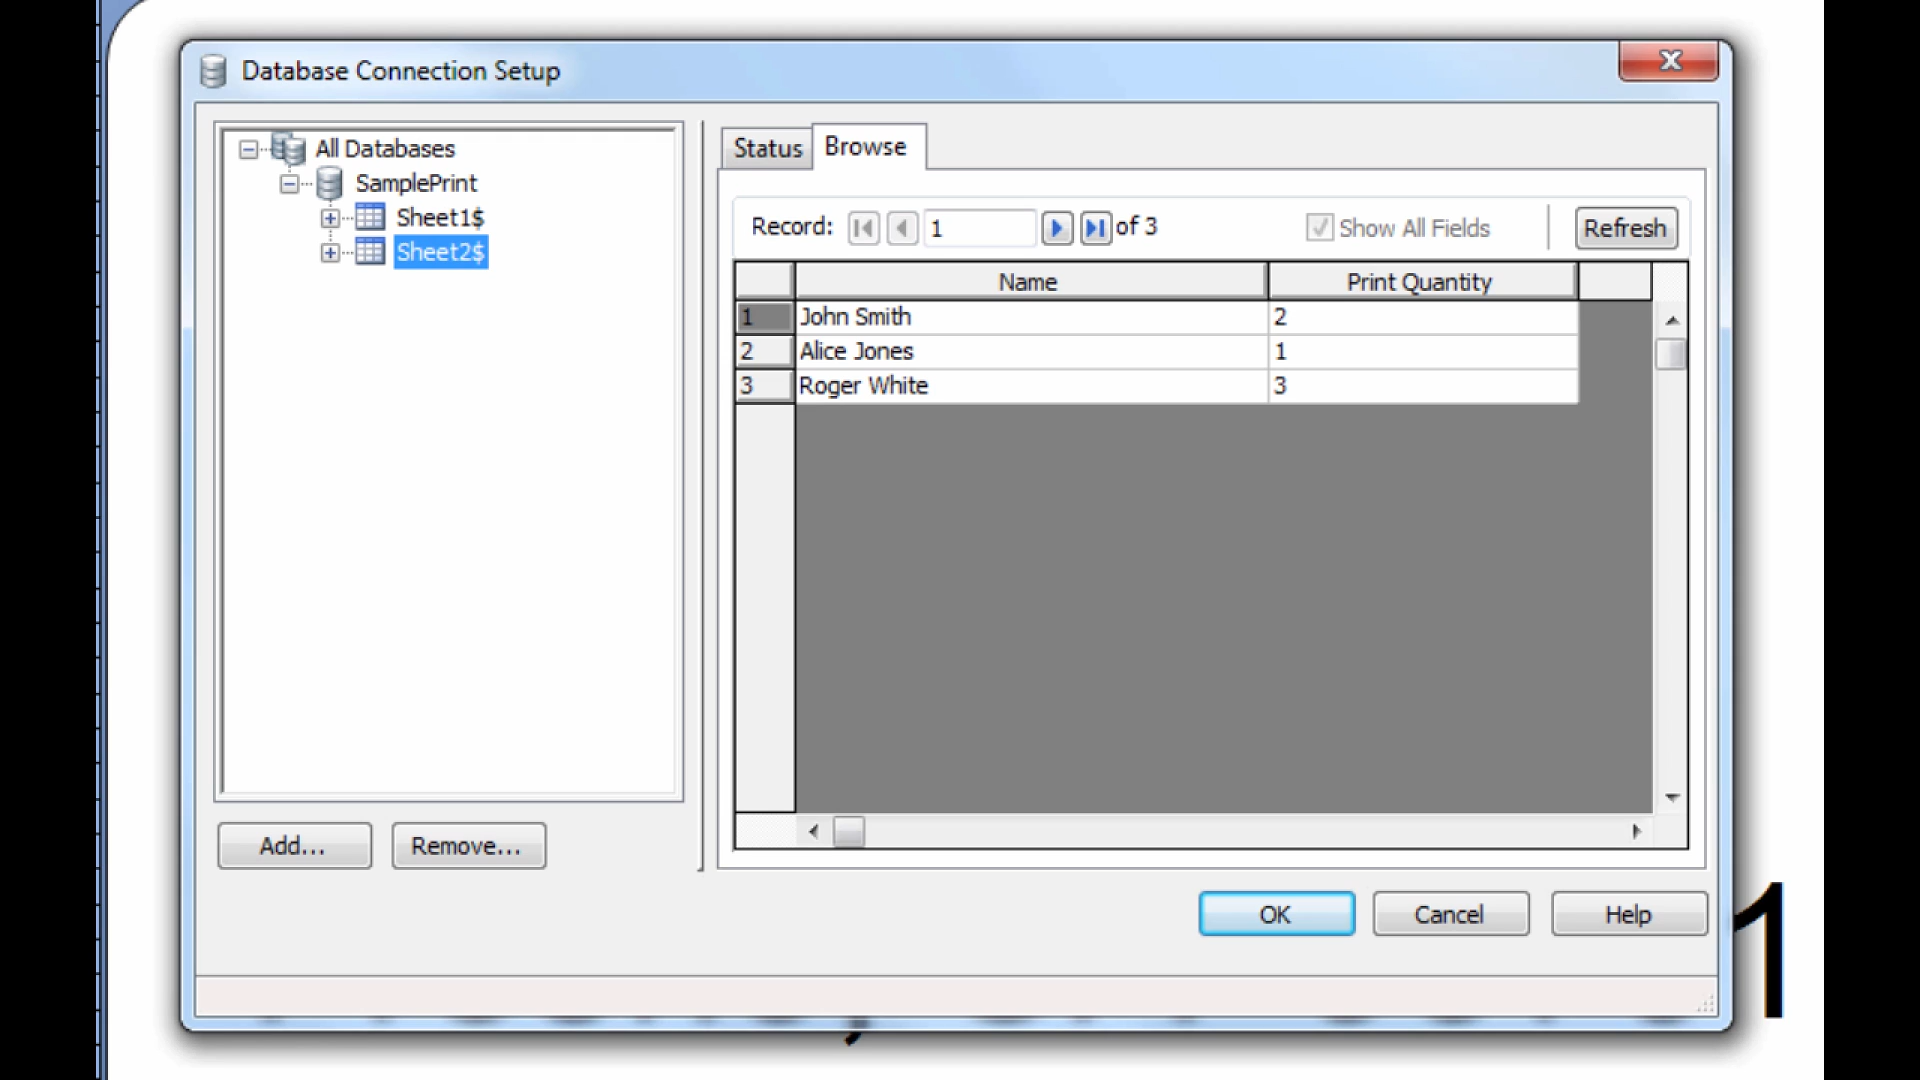 Database Connection Setup
All Databases
SamplePrint
Sheet1$
Sheet2$
Add...
Remove...
Status
Browse
Record: 1 of 3
Show All Fields
Refresh
Name Print Quantity
1 John Smith 2
2 Alice Jones 1
3 Roger White 3
OK
Cancel
Help
1